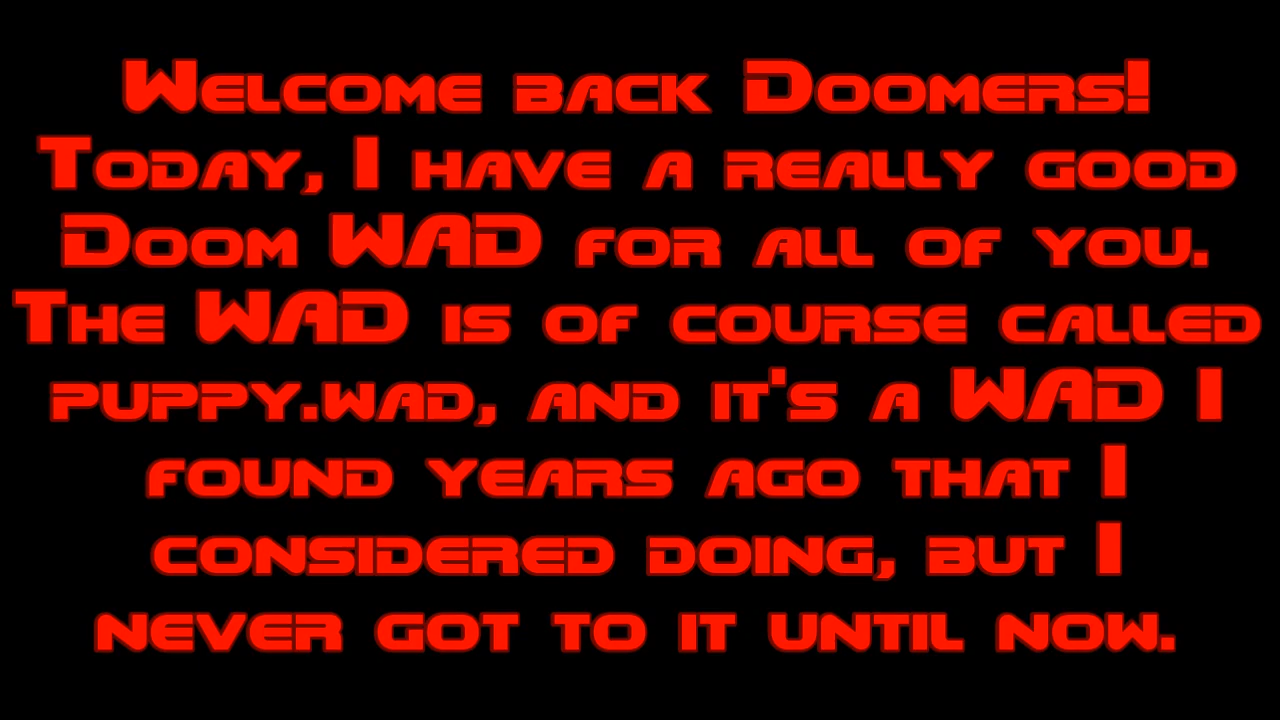 Welcome back Doomers!
Today, I have a really good
Doom WAD for all of you.
The WAD is of course called
puppy.wad, and it's a WAD I
found years ago that I
considered doing, but I
never got to it until now.